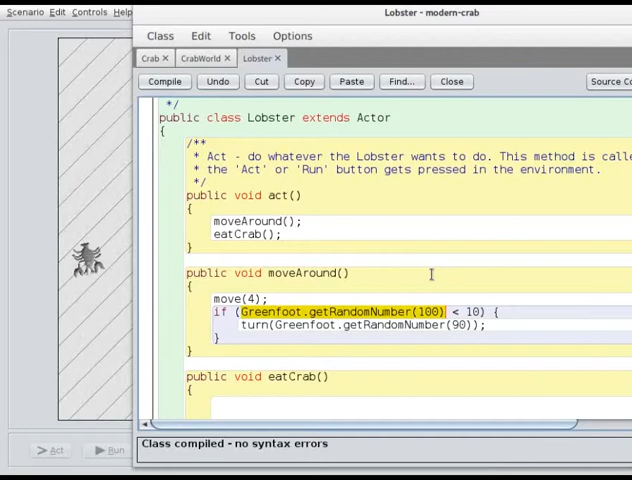 Scenario Edit Controls Help
Lobster - modern-crab
Class Edit Tools Options
Crab ✕ CrabWorld ✕ Lobster ✕
Compile Undo Cut Copy Paste Find... Close Source Co
*/
public class Lobster extends Actor
{
/**
* Act - do whatever the Lobster wants to do. This method is calle
* the 'Act' or 'Run' button gets pressed in the environment.
*/
public void act()
{
moveAround();
eatCrab();
}
public void moveAround()
{
move(4);
if (Greenfoot.getRandomNumber(100) < 10) {
turn(Greenfoot.getRandomNumber(90));
}
}
public void eatCrab()
{
Class compiled - no syntax errors
> Act Run